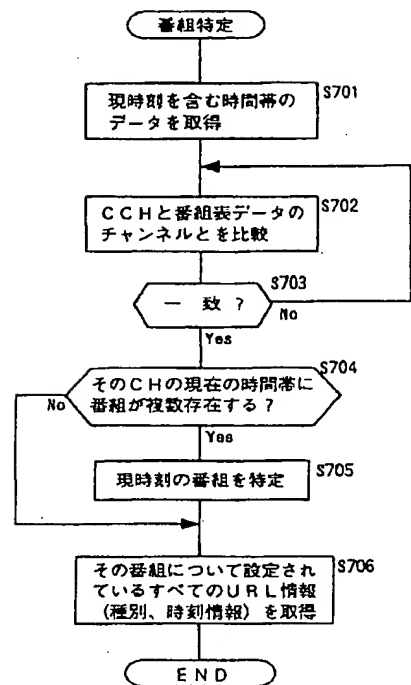 番組特定
S701
現時刻を含む時間帯の
データを取得
S702
CCHと番組表データの
チャンネルとを比較
S703
一致?
No
Yes
S704
そのCHの現在の時間帯に
番組が複数存在する?
No
Yes
S705
現時刻の番組を特定
S706
その番組について設定され
ているすべてのURL情報
(種別、時刻情報)を取得
END